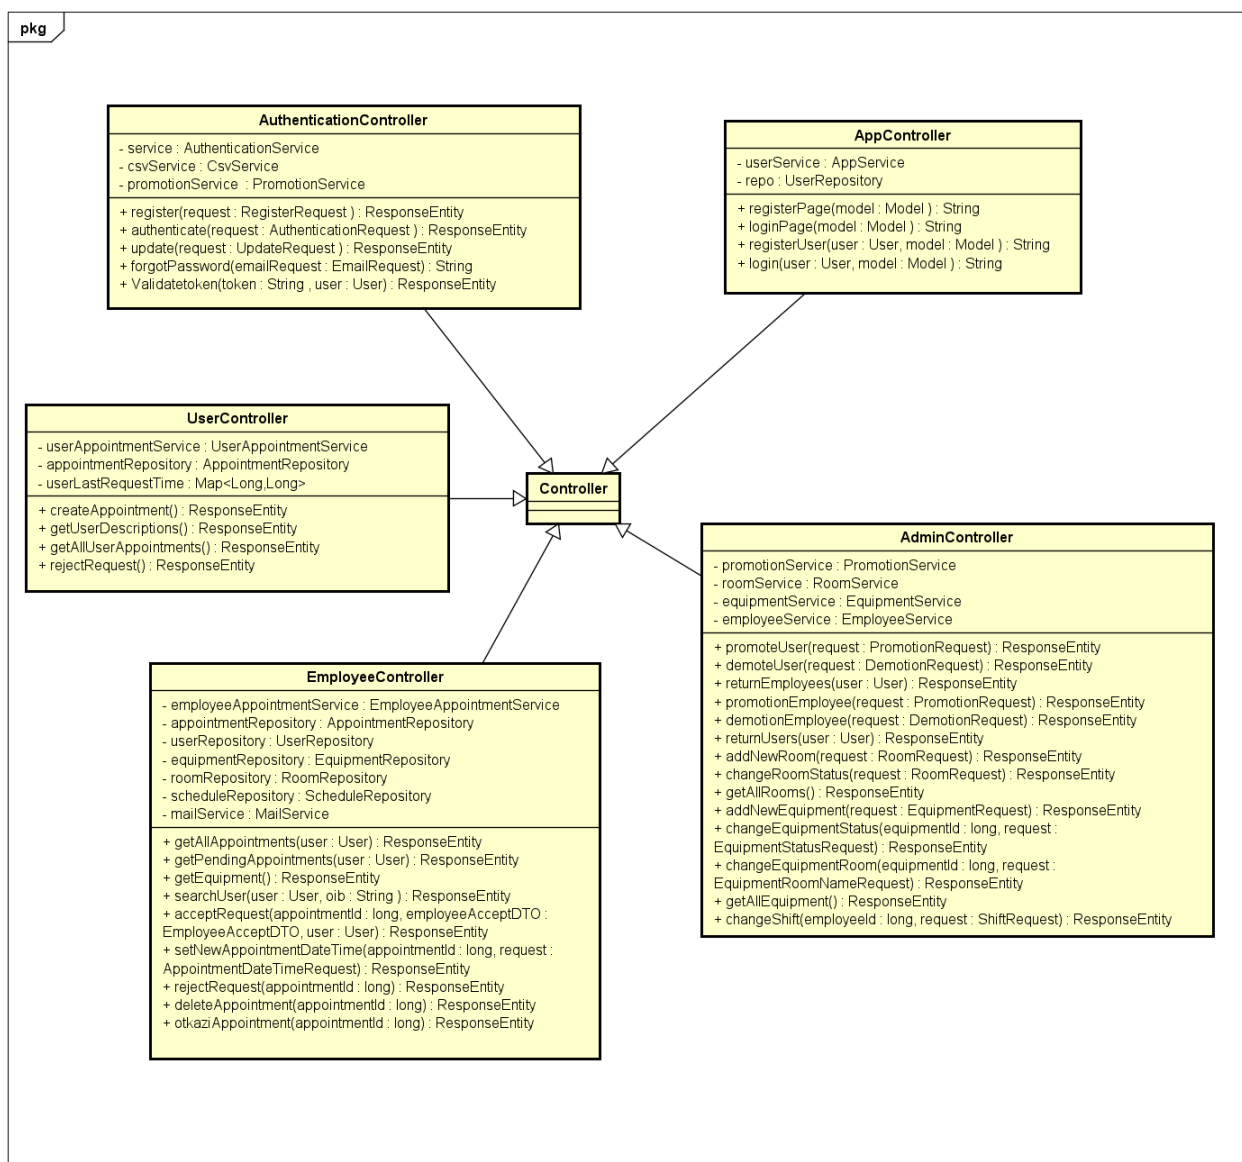 pkg
AuthenticationController
- service : AuthenticationService
- csvService : CsvService
- promotionService : PromotionService
+ register(request : RegisterRequest ) : ResponseEntity
+ authenticate(request : AuthenticationRequest ) : ResponseEntity
+ update(request : UpdateRequest ) : ResponseEntity
+ forgotPassword(emailRequest : EmailRequest) : String
+ Validatetoken(token : String , user : User) : ResponseEntity
AppController
- userService : AppService
- repo : UserRepository
+ registerPage(model : Model ) : String
+ loginPage(model : Model ) : String
+ registerUser(user : User, model : Model ) : String
+ login(user : User, model : Model ) : String
UserController
- userAppointmentService : UserAppointmentService
- appointmentRepository : AppointmentRepository
- userLastRequestTime : Map<Long,Long>
+ createAppointment() : ResponseEntity
+ getUserDescriptions() : ResponseEntity
+ getAllUserAppointments() : ResponseEntity
+ rejectRequest() : ResponseEntity
Controller
AdminController
- promotionService : PromotionService
- roomService : RoomService
- equipmentService : EquipmentService
- employeeService : EmployeeService
+ promoteUser(request : PromotionRequest) : ResponseEntity
+ demoteUser(request : DemotionRequest) : ResponseEntity
+ returnEmployees(user : User) : ResponseEntity
+ promotionEmployee(request : PromotionRequest) : ResponseEntity
+ demotionEmployee(request : DemotionRequest) : ResponseEntity
+ returnUsers(user : User) : ResponseEntity
+ addNewRoom(request : RoomRequest) : ResponseEntity
+ changeRoomStatus(request : RoomRequest) : ResponseEntity
+ getAllRooms() : ResponseEntity
+ addNewEquipment(request : EquipmentRequest) : ResponseEntity
+ changeEquipmentStatus(equipmentId : long, request :
EquipmentStatusRequest) : ResponseEntity
+ changeEquipmentRoom(equipmentId : long, request :
EquipmentRoomNameRequest) : ResponseEntity
+ getAllEquipment() : ResponseEntity
+ changeShift(employeeId : long, request : ShiftRequest) : ResponseEntity
EmployeeController
- employeeAppointmentService : EmployeeAppointmentService
- appointmentRepository : AppointmentRepository
- userRepository : UserRepository
- equipmentRepository : EquipmentRepository
- roomRepository : RoomRepository
- scheduleRepository : ScheduleRepository
- mailService : MailService
+ getAllAppointments(user : User) : ResponseEntity
+ getPendingAppointments(user : User) : ResponseEntity
+ getEquipment() : ResponseEntity
+ searchUser(user : User, oib : String ) : ResponseEntity
+ acceptRequest(appointmentId : long, employeeAcceptDTO :
EmployeeAcceptDTO, user : User) : ResponseEntity
+ setNewAppointmentDateTime(appointmentId : long, request :
AppointmentDateTimeRequest) : ResponseEntity
+ rejectRequest(appointmentId : long) : ResponseEntity
+ deleteAppointment(appointmentId : long) : ResponseEntity
+ otkaziAppointment(appointmentId : long) : ResponseEntity